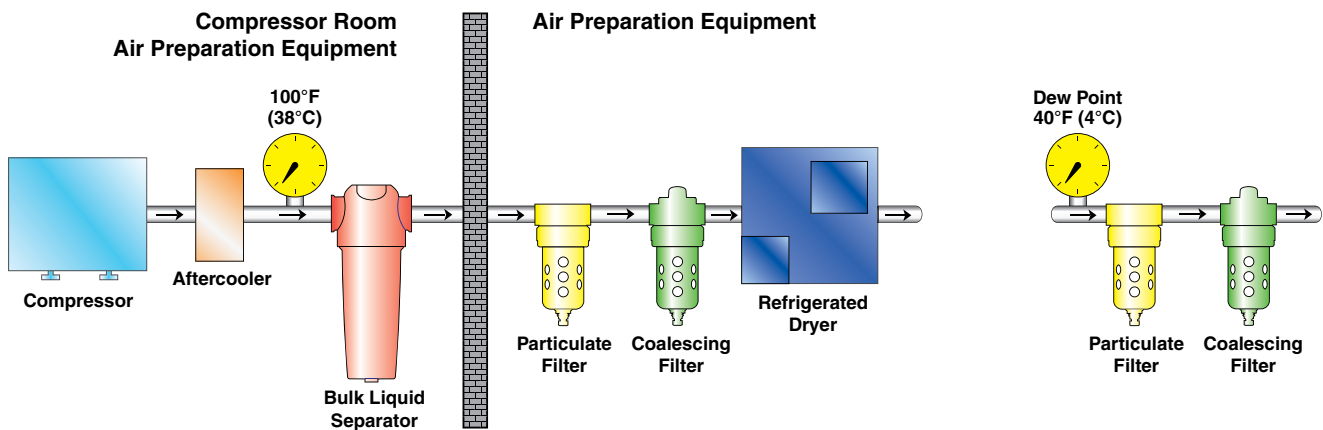 Compressor Room
Air Preparation Equipment
Air Preparation Equipment
100°F
(38°C)
Dew Point
40°F (4°C)
Compressor
Aftercooler
Bulk Liquid
Separator
Particulate
Filter
Coalescing
Filter
Refrigerated
Dryer
Particulate
Filter
Coalescing
Filter